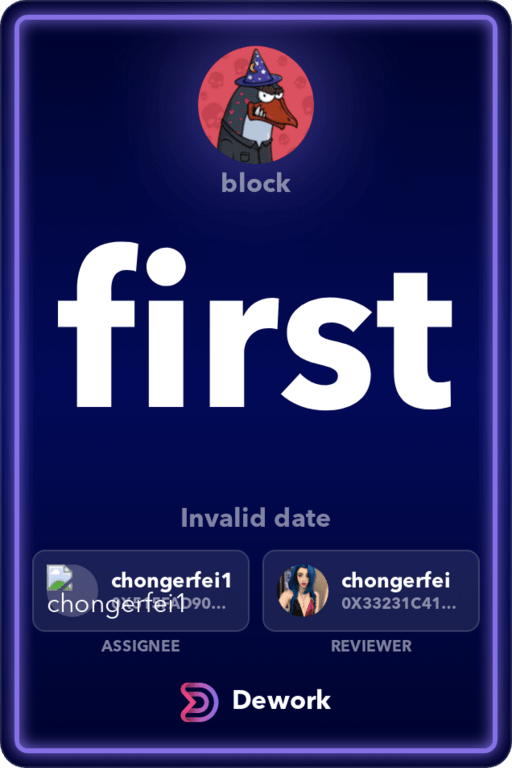 block
first
Invalid date
chongerfei1
chongerfei1
chongerfei
0X33231C41...
ASSIGNEE
REVIEWER
Dework